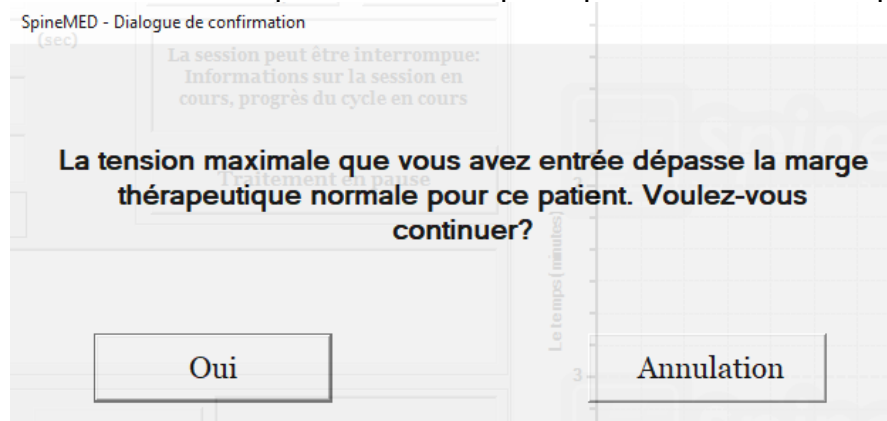 SpineMED - Dialogue de confirmation
(sec)
La session peut être interrompue:
Informations sur la session en
cours, progrès du cycle en cours
La tension maximale que vous avez entrée dépasse la marge
Traitement en pause
thérapeutique normale pour ce patient. Voulez-vous
continuer?
Le temps (minutes)
Oui
3
Annulation